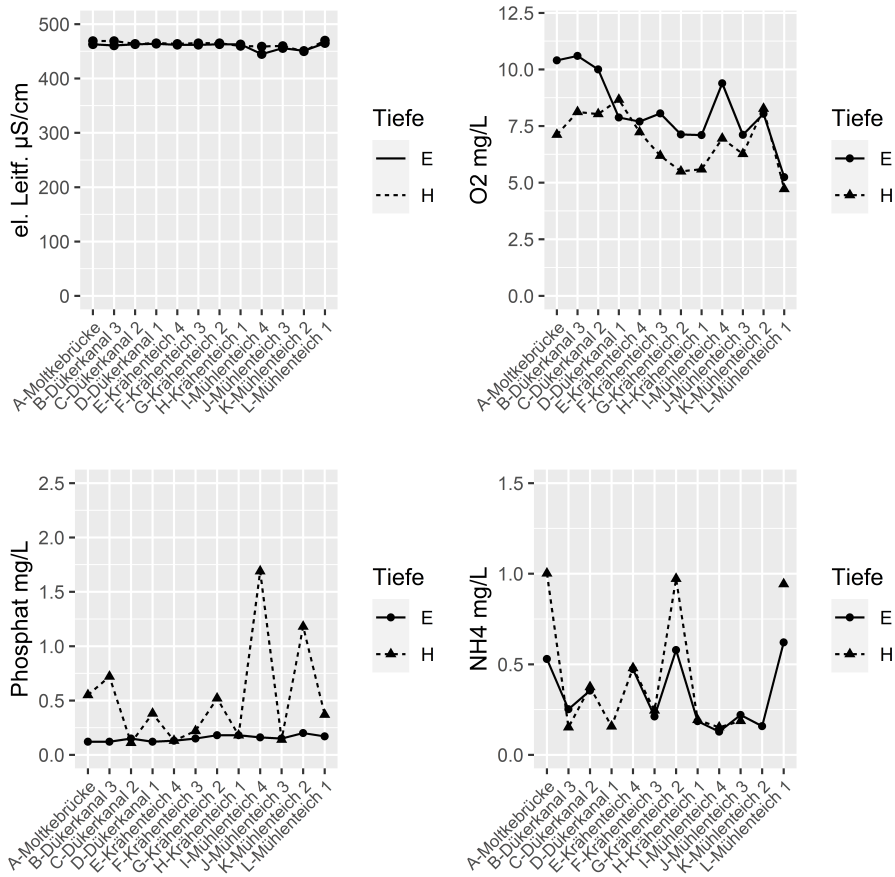 el. Leitf. µS/cm
500
400
300
200
100
0
A-Moltkebrücke
B-Dükerkanal 3
C-Dükerkanal 2
D-Dükerkanal 1
E-Krähenteich 4
F-Krähenteich 3
G-Krähenteich 2
H-Krähenteich 1
I-Mühlenteich 4
J-Mühlenteich 3
K-Mühlenteich 2
L-Mühlenteich 1
Tiefe
E
H
O2 mg/L
12.5
10.0
7.5
5.0
2.5
0.0
A-Moltkebrücke
B-Dükerkanal 3
C-Dükerkanal 2
D-Dükerkanal 1
E-Krähenteich 4
F-Krähenteich 3
G-Krähenteich 2
H-Krähenteich 1
I-Mühlenteich 4
J-Mühlenteich 3
K-Mühlenteich 2
L-Mühlenteich 1
Tiefe
E
H
Phosphat mg/L
2.5
2.0
1.5
1.0
0.5
0.0
A-Moltkebrücke
B-Dükerkanal 3
C-Dükerkanal 2
D-Dükerkanal 1
E-Krähenteich 4
F-Krähenteich 3
G-Krähenteich 2
H-Krähenteich 1
I-Mühlenteich 4
J-Mühlenteich 3
K-Mühlenteich 2
L-Mühlenteich 1
Tiefe
E
H
NH4 mg/L
1.5
1.0
0.5
0.0
A-Moltkebrücke
B-Dükerkanal 3
C-Dükerkanal 2
D-Dükerkanal 1
E-Krähenteich 4
F-Krähenteich 3
G-Krähenteich 2
H-Krähenteich 1
I-Mühlenteich 4
J-Mühlenteich 3
K-Mühlenteich 2
L-Mühlenteich 1
Tiefe
E
H